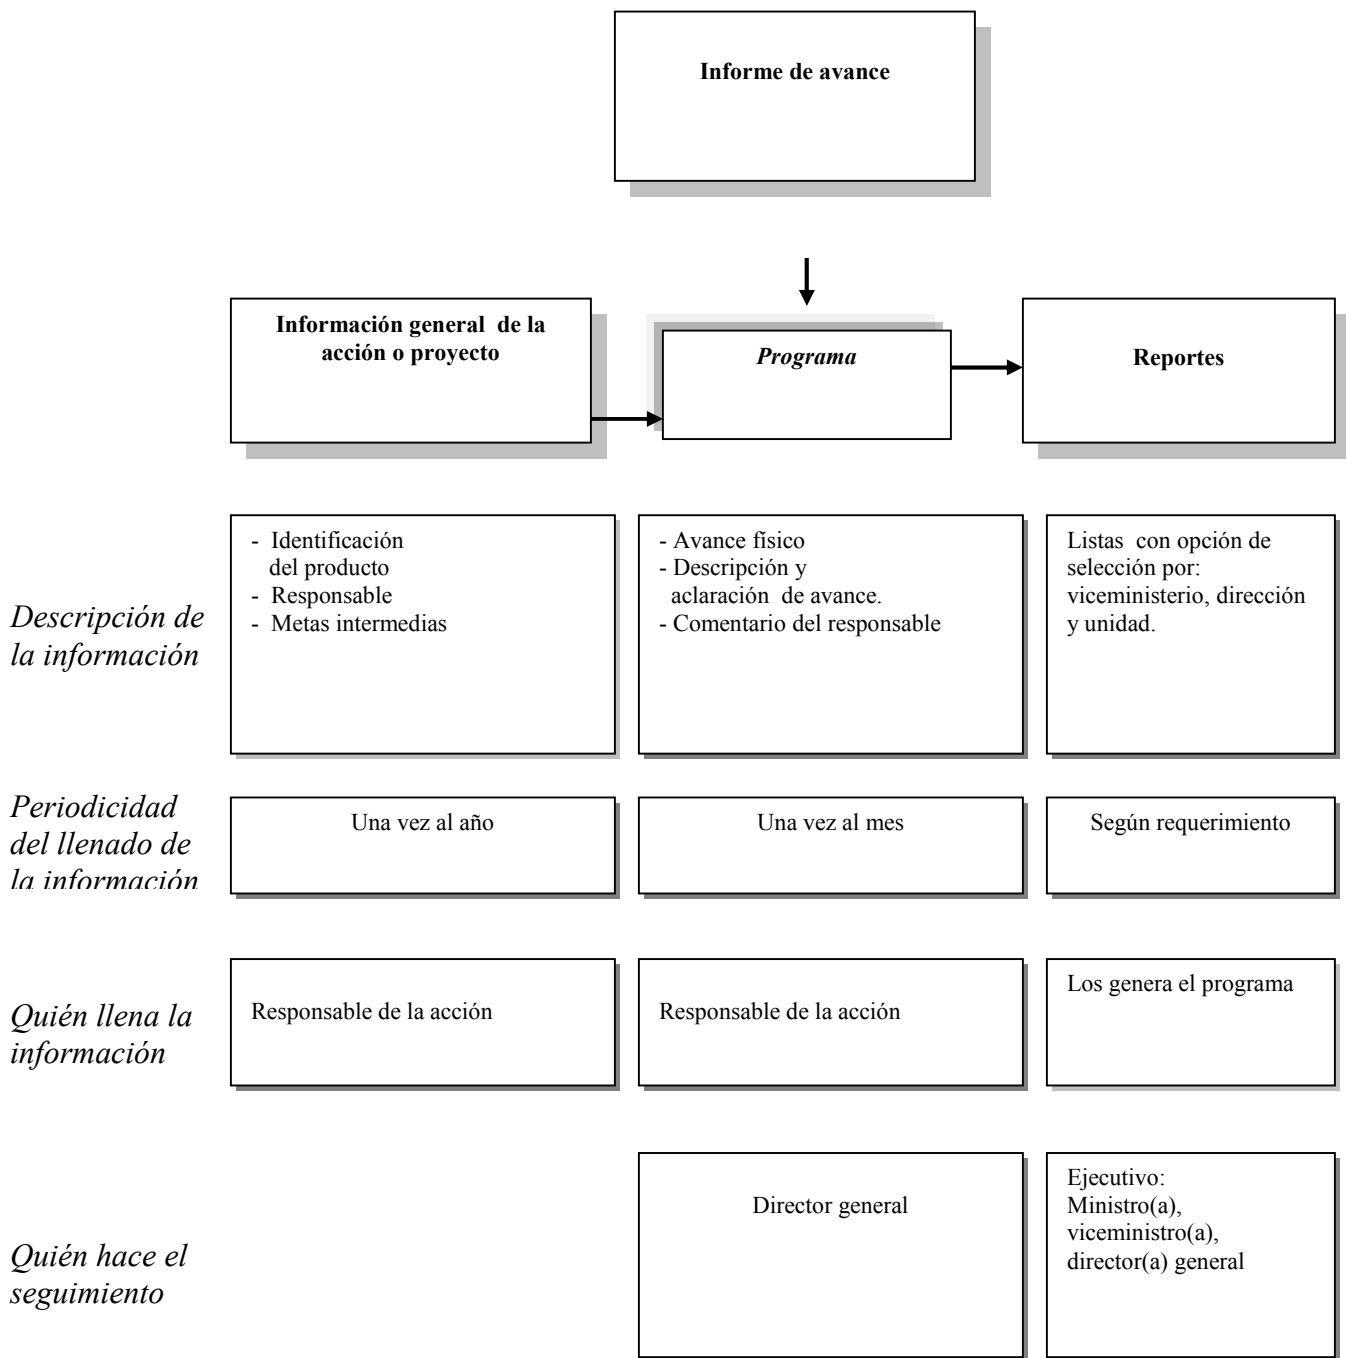 Informe de avance
Información general  de la
acción o proyecto
Programa
Reportes
Descripción de
la información
-  Identificación
del producto
-  Responsable
-  Metas intermedias
- Avance físico
- Descripción y
aclaración  de avance.
- Comentario del responsable
Listas  con opción de
selección por:
viceministerio, dirección
y unidad.
Periodicidad
del llenado de
la información
Una vez al año
Una vez al mes
Según requerimiento
Quién llena la
información
Responsable de la acción
Responsable de la acción
Los genera el programa
Quién hace el
seguimiento
Director general
Ejecutivo:
Ministro(a),
viceministro(a),
director(a) general